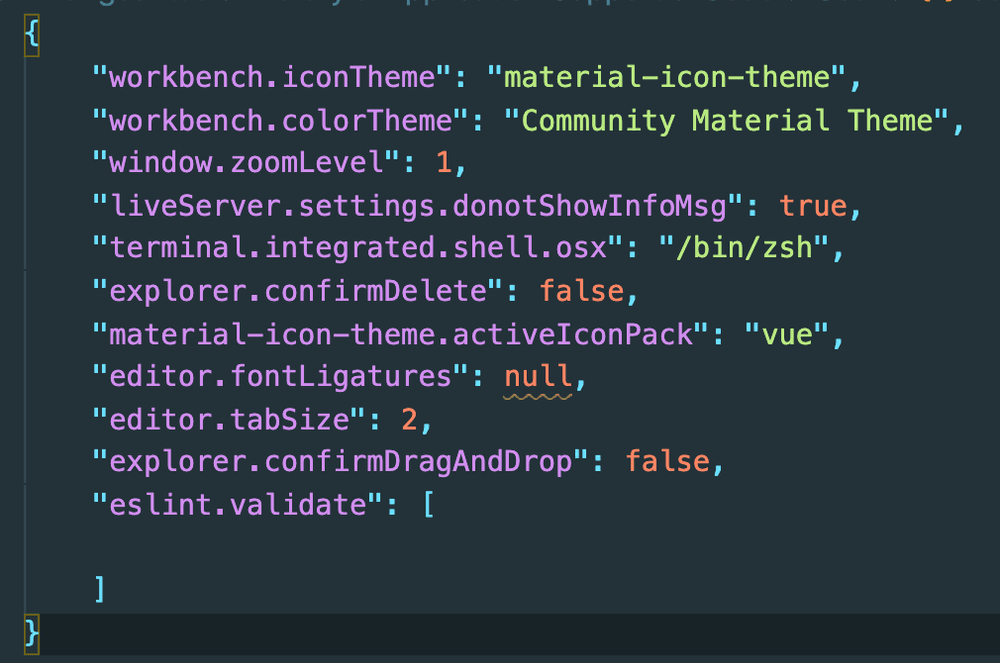 {
"workbench.iconTheme": "material-icon-theme",
"workbench.colorTheme": "Community Material Theme",
"window.zoomLevel": 1,
"liveServer.settings.donotShowInfoMsg": true,
"terminal.integrated.shell.osx": "/bin/zsh",
"explorer.confirmDelete": false,
"material-icon-theme.activeIconPack": "vue",
"editor.fontLigatures": null,
"editor.tabSize": 2,
"explorer.confirmDragAndDrop": false,
"eslint.validate": [
]
}